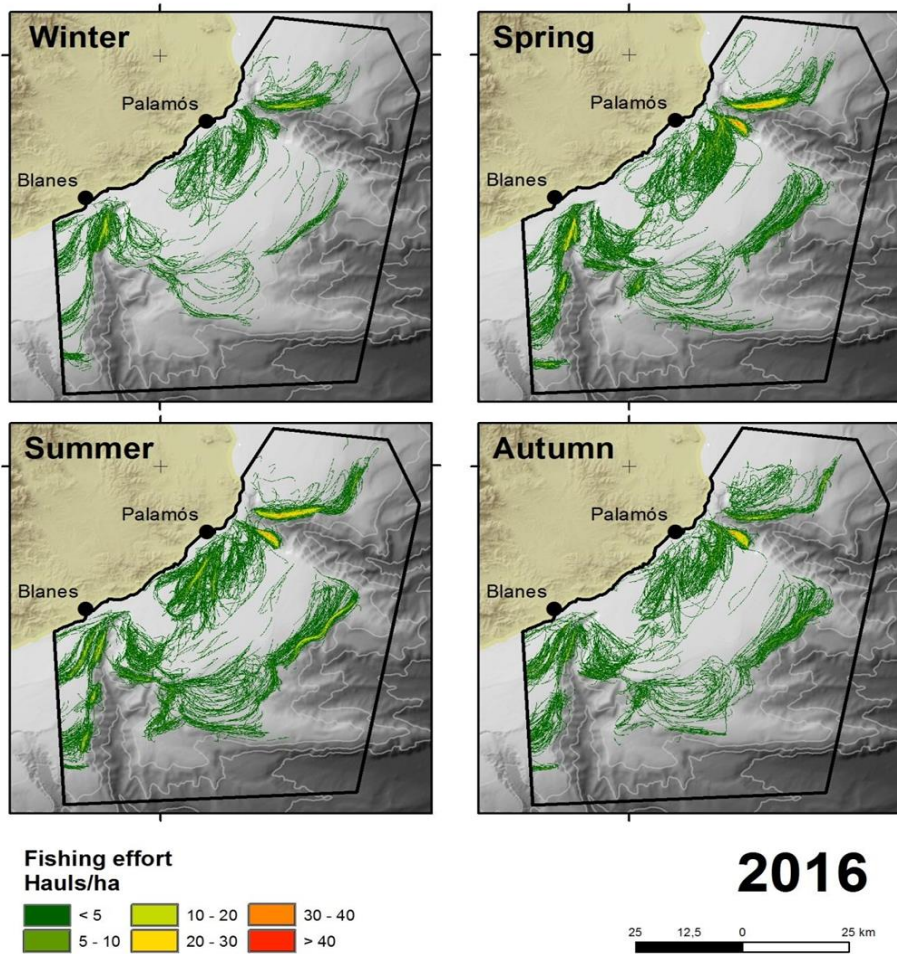 Winter
Palamós
Blanes
Spring
Palamós
Blanes
Summer
Palamós
Blanes
Autumn
Palamós
Blanes
Fishing effort
Hauls/ha
< 5
10 - 20
30 - 40
5 - 10
20 - 30
> 40
2016
25 12,5 0 25 km